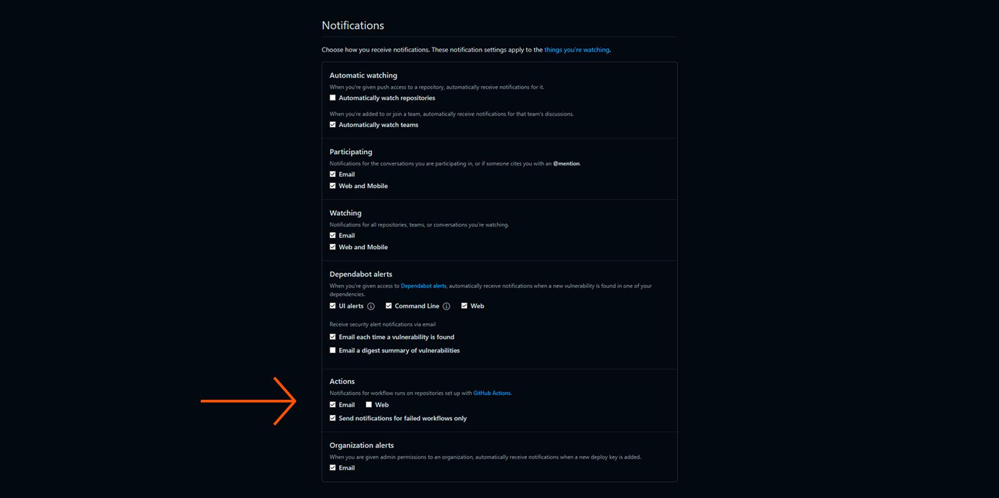 Notifications
Choose how you receive notifications. These notification settings apply to the things you're watching.
Automatic watching
When you're given push access to a repository, automatically receive notifications for it.
Automatically watch repositories
When you're added to or join a team, automatically receive notifications for that team's discussions.
Automatically watch teams
Participating
Notifications for the conversations you are participating in, or if someone cites you with an @mention.
Email
Web and Mobile
Watching
Notifications for all repositories, teams, or conversations you're watching.
Email
Web and Mobile
Dependabot alerts
When you're given access to Dependabot alerts, automatically receive notifications when a new vulnerability is found in one of your
dependencies.
UI alerts Command Line Web
Receive security alert notifications via email
Email each time a vulnerability is found
Email a digest summary of vulnerabilities
Actions
Notifications for workflow runs on repositories set up with GitHub Actions.
Email Web
Send notifications for failed workflows only
Organization alerts
When you are given admin permissions to an organization, automatically receive notifications when a new deploy key is added.
Email